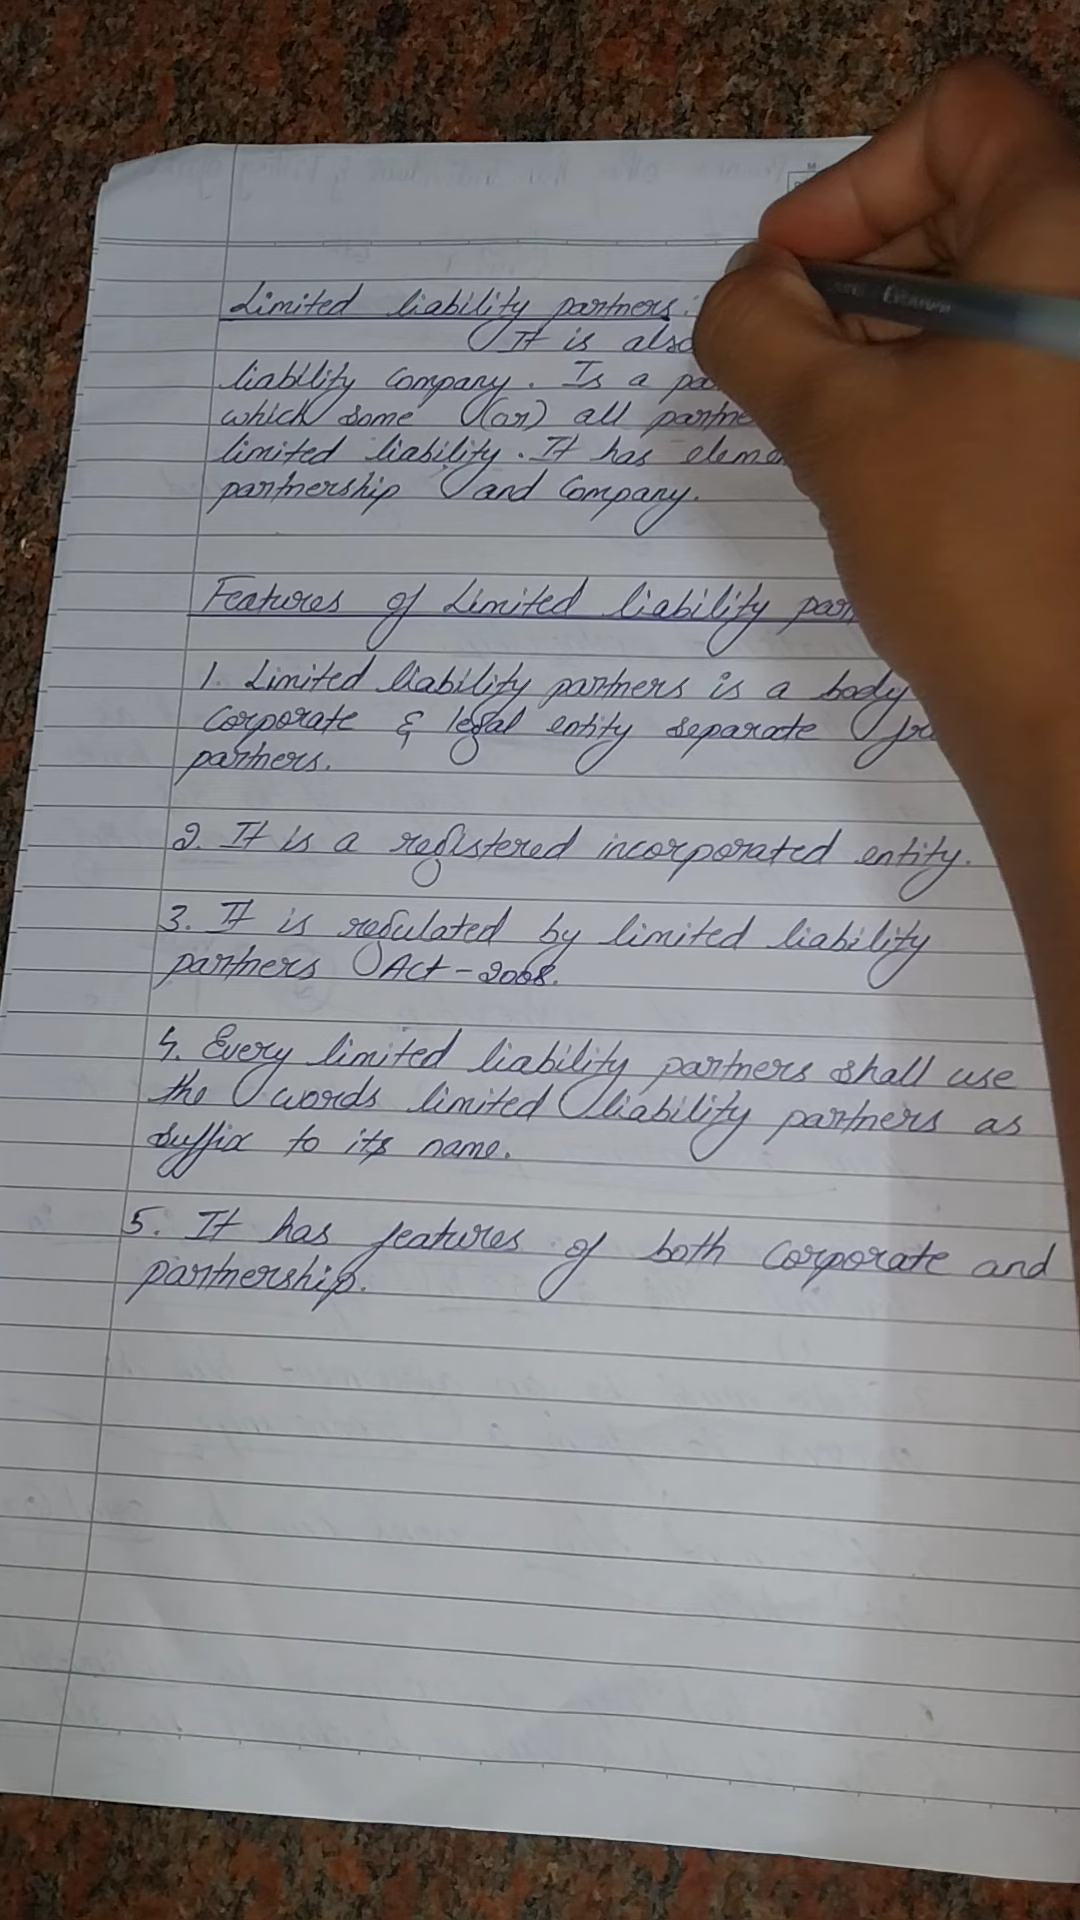 Limited liability partners:
It is also
liability company. Is a
which some (or) all
limited liability. It has
partnership and Company.
Features of Limited liability
1. Limited liability partners is a body
corporate & legal entity separate
partners.
2. It is a registered incorporated entity.
3. It is regulated by limited liability
partners Act-2008.
4. Every limited liability partners shall use
the words limited liability partners as
suffix to its name.
5. It has features of both corporate and
partnership.